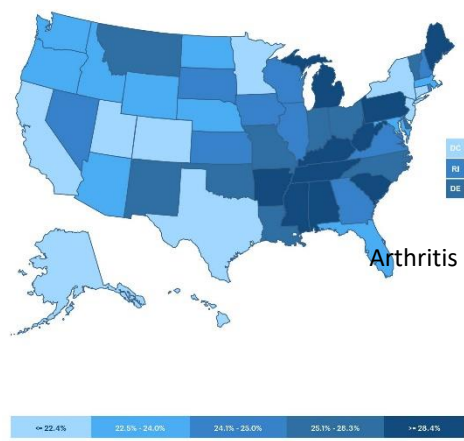 DC
RI
DE
Arthritis
<= 22.4% 22.5% - 24.0% 24.1% - 25.0% 25.1% - 28.3% >= 28.4%